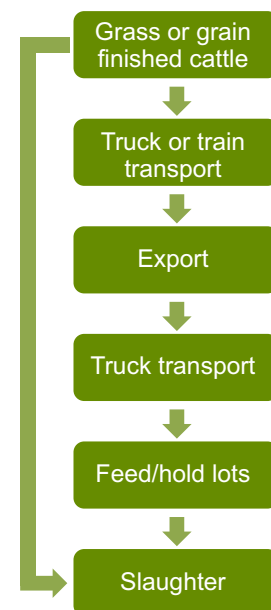 Grass or grain
finished cattle
Truck or train
transport
Export
Truck transport
Feed/hold lots
Slaughter